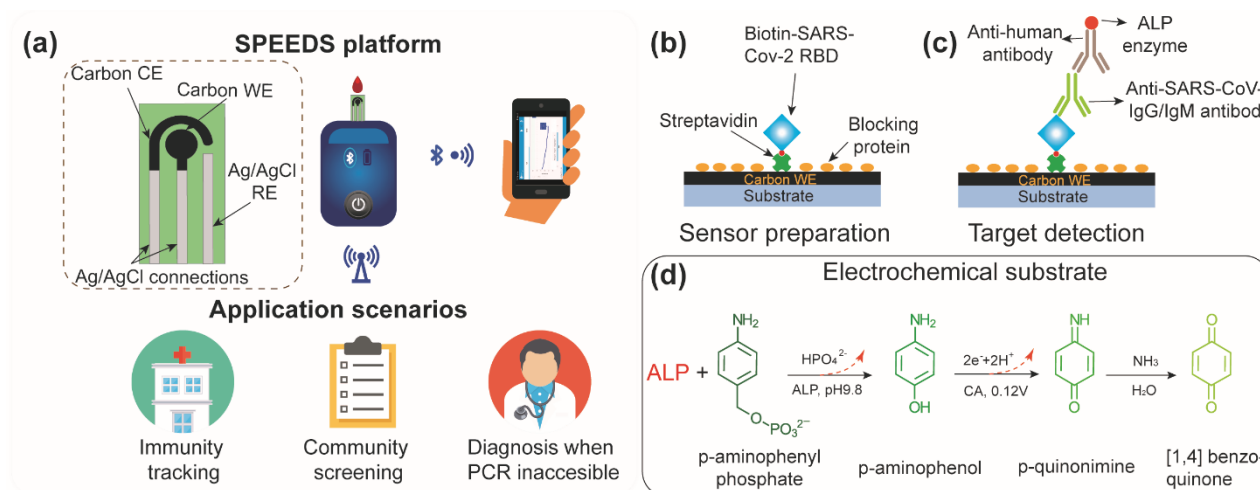 (a)
SPEEDS platform
Carbon CE
Carbon WE
Ag/AgCl
RE
Ag/AgCl connections
Application scenarios
Immunity
tracking
Community
screening
Diagnosis when
PCR inaccesible
(b)
Biotin-SARS-
Cov-2 RBD
Streptavidin
Blocking
protein
Carbon WE
Substrate
Sensor preparation
(c)
Anti-human
antibody
ALP
enzyme
Anti-SARS-CoV-
IgG/IgM antibod
Carbon WE
Substrate
Target detection
(d)
Electrochemical substrate
ALP +
NH₂
O
PO₃²⁻
p-aminophenyl
phosphate
HPO₄²⁻
ALP, pH9.8
NH₂
OH
p-aminophenol
2e⁻+2H⁺
CA, 0.12V
NH
O
p-quinonimine
NH₃
H₂O
O
O
[1,4] benzo-
quinone